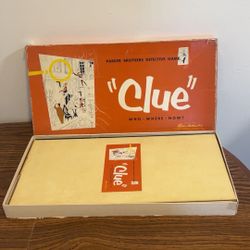 PARKER BROTHERS DETECTIVE GAME
"Clue"
WHO • WHERE • HOW?
"Clue"